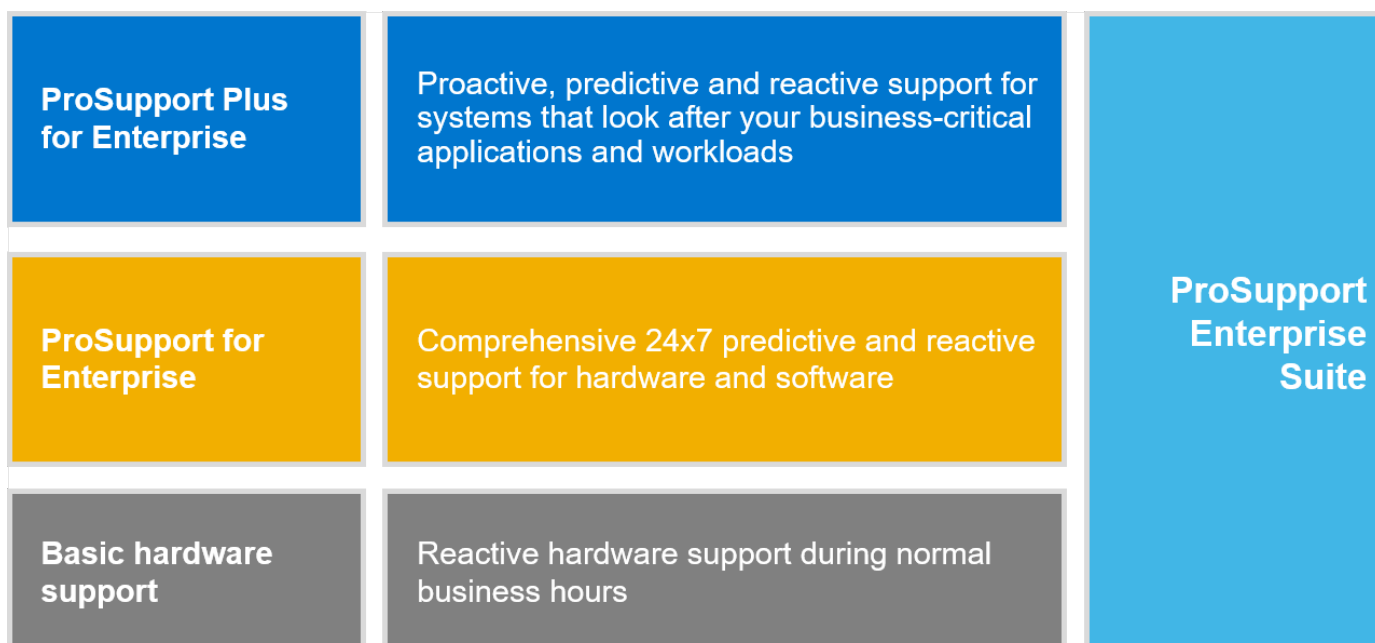 ProSupport Plus
for Enterprise
Proactive, predictive and reactive support for
systems that look after your business-critical
applications and workloads
ProSupport for
Enterprise
Comprehensive 24x7 predictive and reactive
support for hardware and software
Basic hardware
support
Reactive hardware support during normal
business hours
ProSupport
Enterprise
Suite